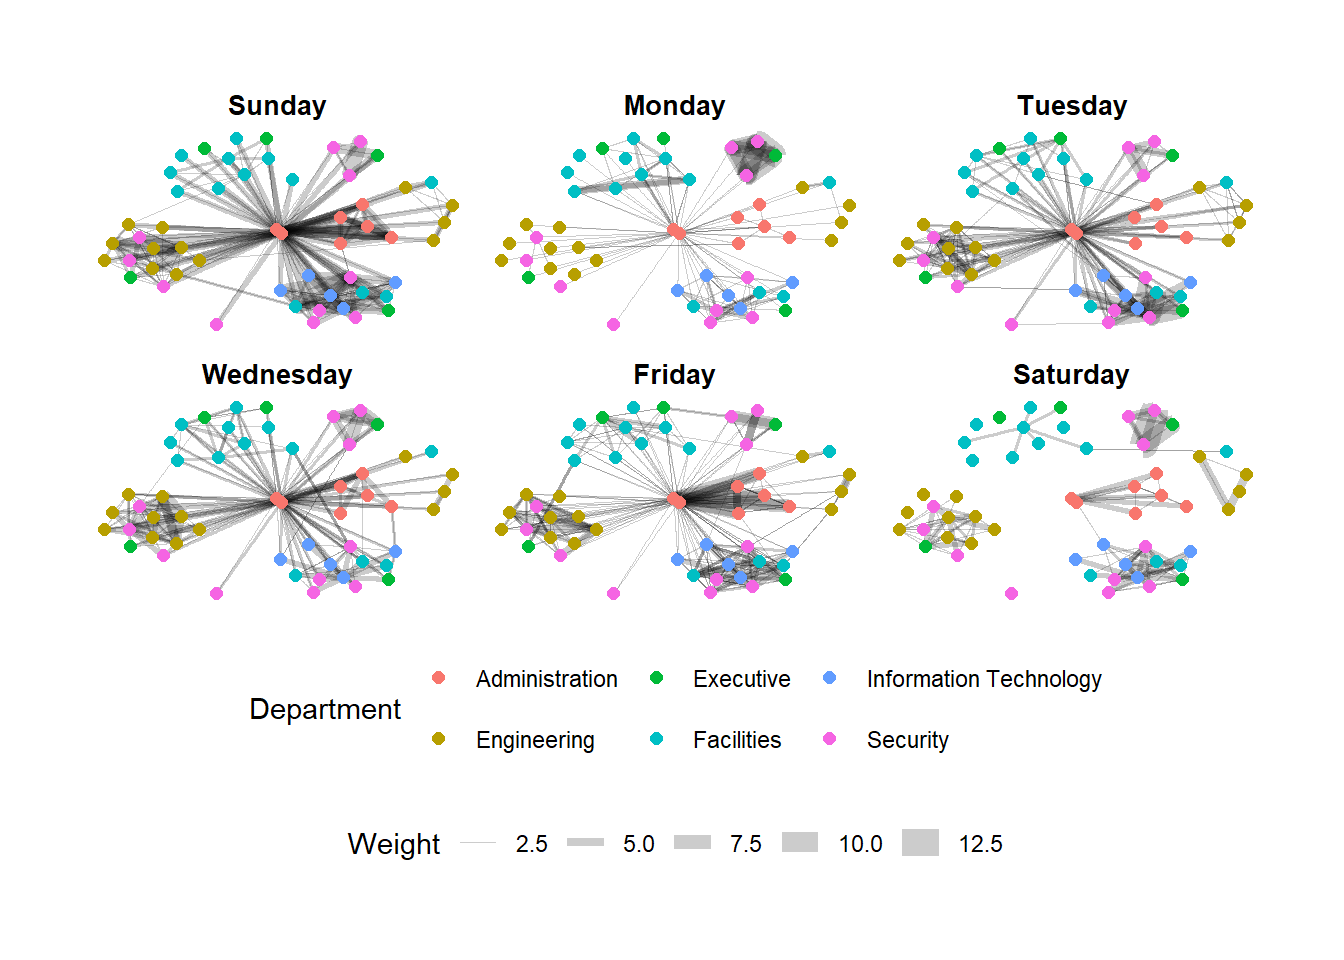 Sunday Monday Tuesday
Wednesday Friday Saturday
Department
Administration Executive Information Technology
Engineering Facilities Security
Weight 2.5 5.0 7.5 10.0 12.5